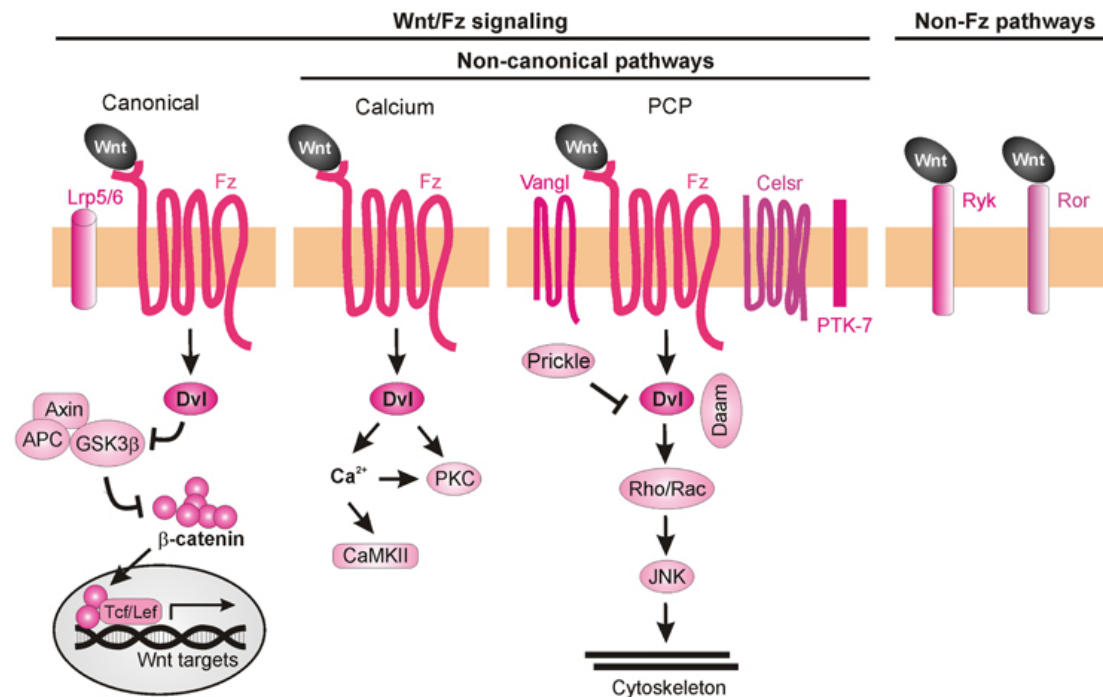 Wnt/Fz signaling
Non-Fz pathways
Non-canonical pathways
Canonical
Calcium
PCP
Wnt
Lrp5/6
Fz
Wnt
Fz
Vangl
Wnt
Fz
Celsr
PTK-7
Wnt
Ryk
Wnt
Ror
Dvl
Axin
APC
GSK3β
β-catenin
Tcf/Lef
Wnt targets
Dvl
Ca²⁺
PKC
CaMKII
Prickle
Dvl
Daam
Rho/Rac
JNK
Cytoskeleton